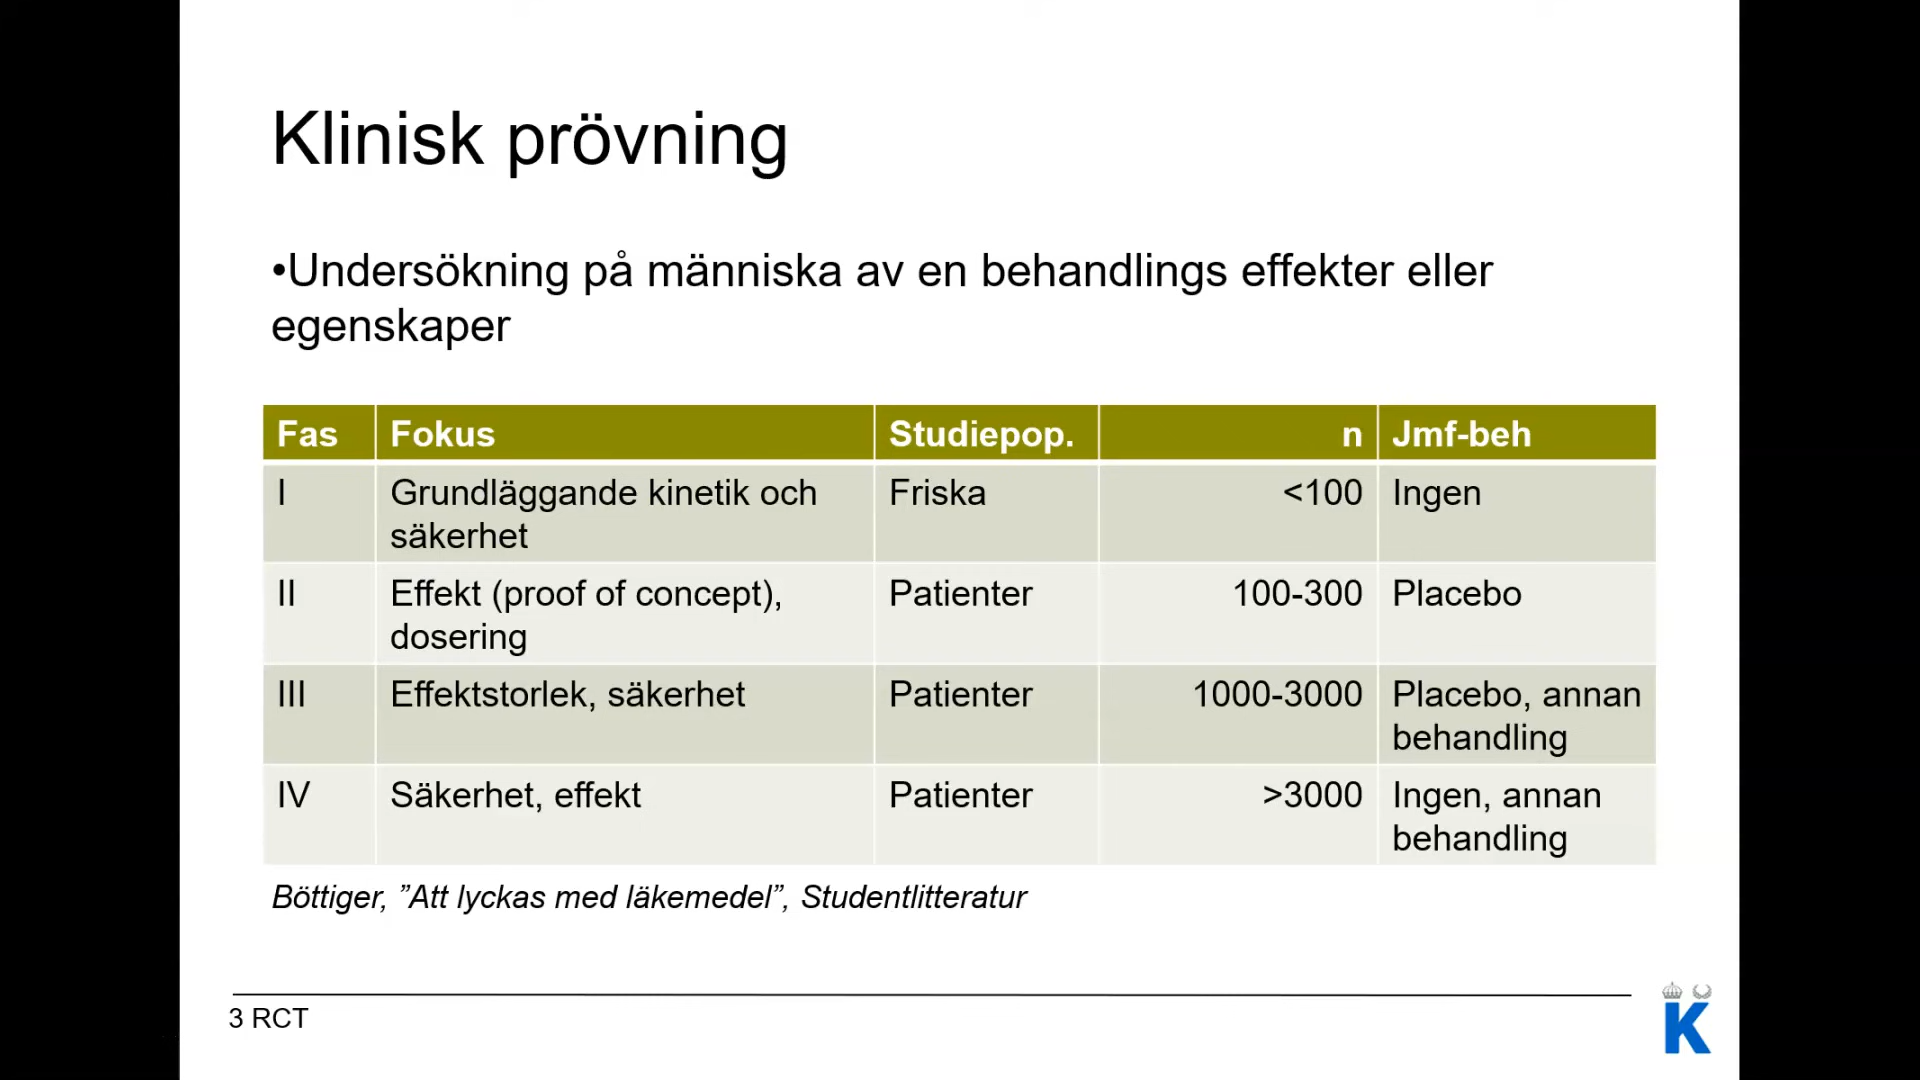 Klinisk prövning
•Undersökning på människa av en behandlings effekter eller
egenskaper
Fas Fokus Studiepop. n Jmf-beh
I Grundläggande kinetik och säkerhet Friska <100 Ingen
II Effekt (proof of concept), dosering Patienter 100-300 Placebo
III Effektstorlek, säkerhet Patienter 1000-3000 Placebo, annan behandling
IV Säkerhet, effekt Patienter >3000 Ingen, annan behandling
Böttiger, ”Att lyckas med läkemedel”, Studentlitteratur
3 RCT
K